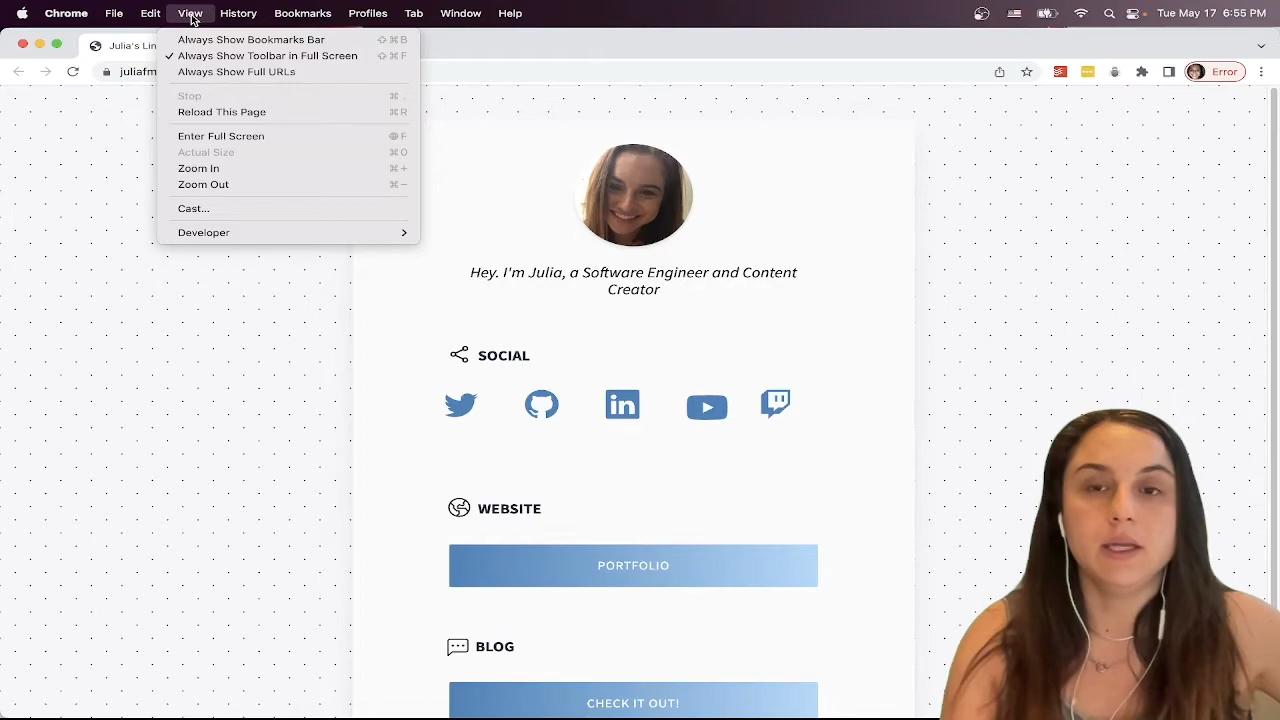 Chrome File Edit View History Bookmarks Profiles Tab Window Help Tue May 17 6:55 PM
Julia's Lin
juliafm Error
Always Show Bookmarks Bar ⇧⌘B
✓ Always Show Toolbar in Full Screen ⇧⌘F
Always Show Full URLs
Stop ⌘.
Reload This Page ⌘R
Enter Full Screen F
Actual Size ⌘0
Zoom In ⌘+
Zoom Out ⌘−
Cast...
Developer
Hey. I'm Julia, a Software Engineer and Content
Creator
SOCIAL
in
WEBSITE
PORTFOLIO
BLOG
CHECK IT OUT!